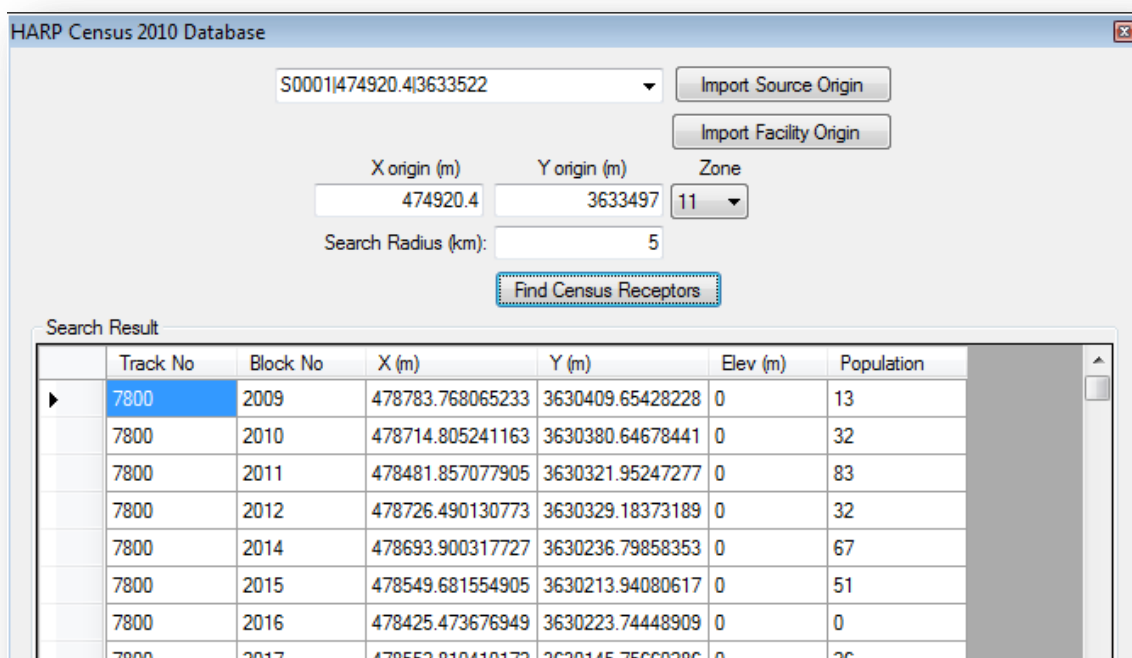 HARP Census 2010 Database
S0001|474920.4|3633522
Import Source Origin
Import Facility Origin
X origin (m) Y origin (m) Zone
474920.4 3633497 11
Search Radius (km): 5
Find Census Receptors
Search Result
Track No Block No X (m) Y (m) Elev (m) Population
7800 2009 478783.768065233 3630409.65428228 0 13
7800 2010 478714.805241163 3630380.64678441 0 32
7800 2011 478481.857077905 3630321.95247277 0 83
7800 2012 478726.490130773 3630329.18373189 0 32
7800 2014 478693.900317727 3630236.79858353 0 67
7800 2015 478549.681554905 3630213.94080617 0 51
7800 2016 478425.473676949 3630223.74448909 0 0
7800 2017